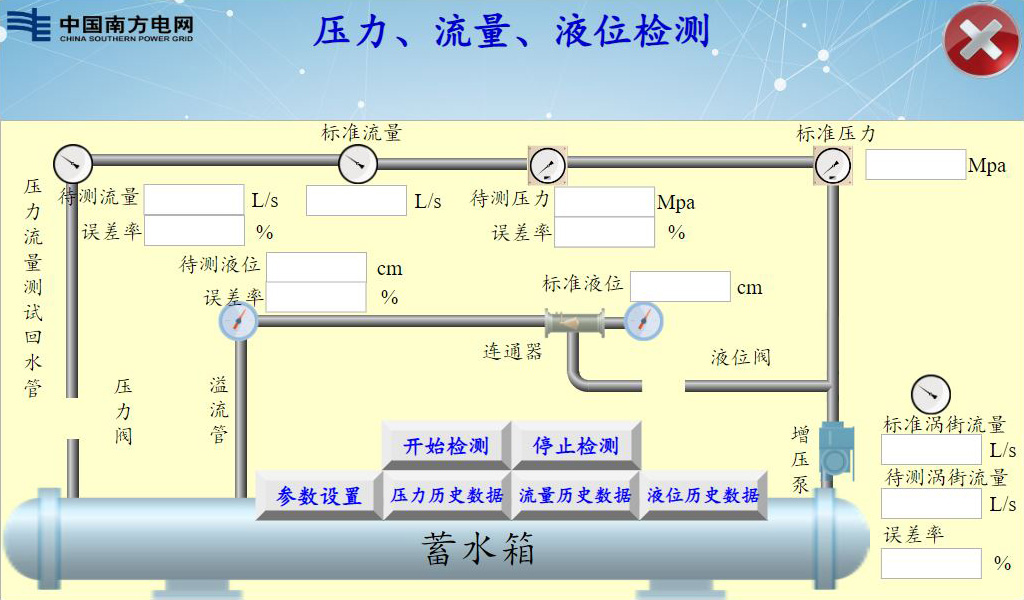 中国南方电网
CHINA SOUTHERN POWER GRID
压力、流量、液位检测
标准流量
标准压力
Mpa
待测流量
L/s
L/s
待测压力
Mpa
误差率
%
误差率
%
压力流量测试回水管
待测液位
cm
误差率
%
标准液位
cm
连通器
液位阀
压力阀
溢流管
增压泵
标准涡街流量
L/s
待测涡街流量
L/s
误差率
%
开始检测
停止检测
参数设置
压力历史数据
流量历史数据
液位历史数据
蓄水箱